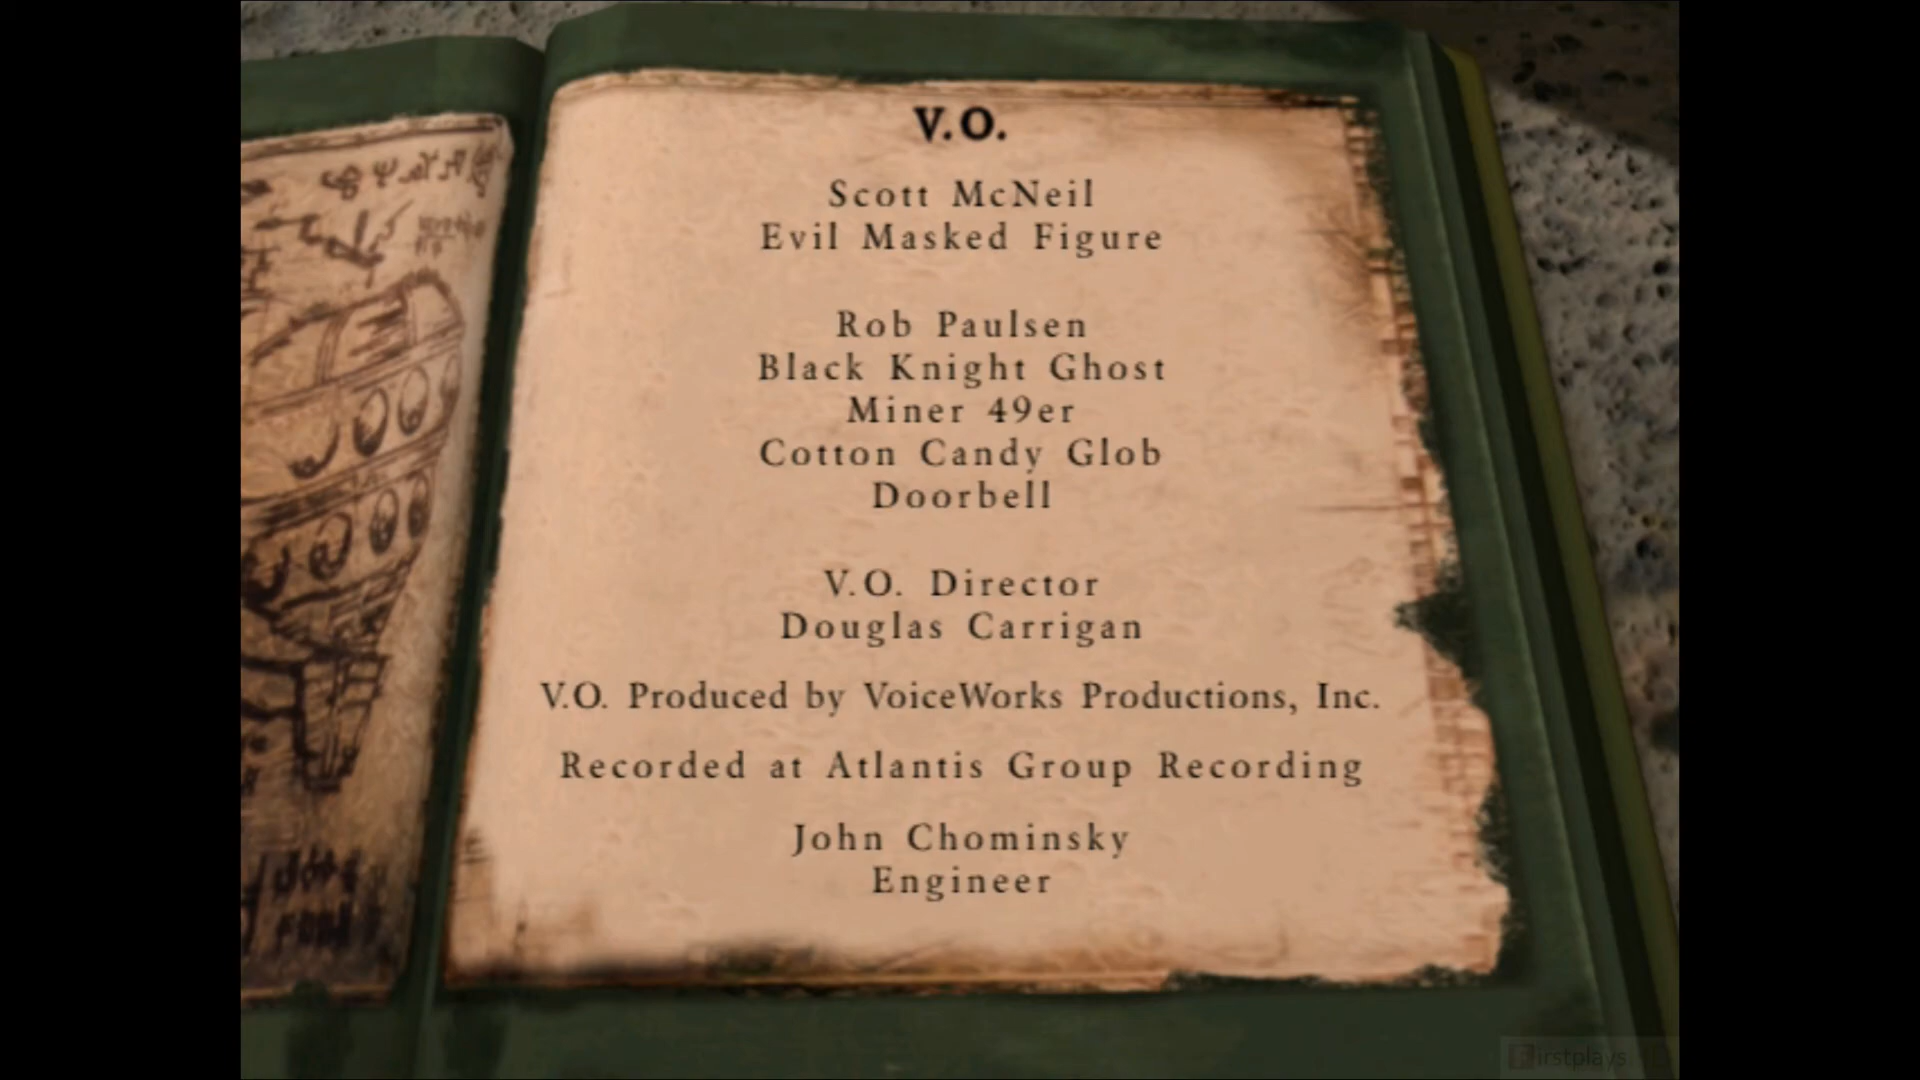 V.O.
Scott McNeil
Evil Masked Figure
Rob Paulsen
Black Knight Ghost
Miner 49er
Cotton Candy Glob
Doorbell
V.O. Director
Douglas Carrigan
V.O. Produced by VoiceWorks Productions, Inc.
Recorded at Atlantis Group Recording
John Chominsky
Engineer
Firstplays